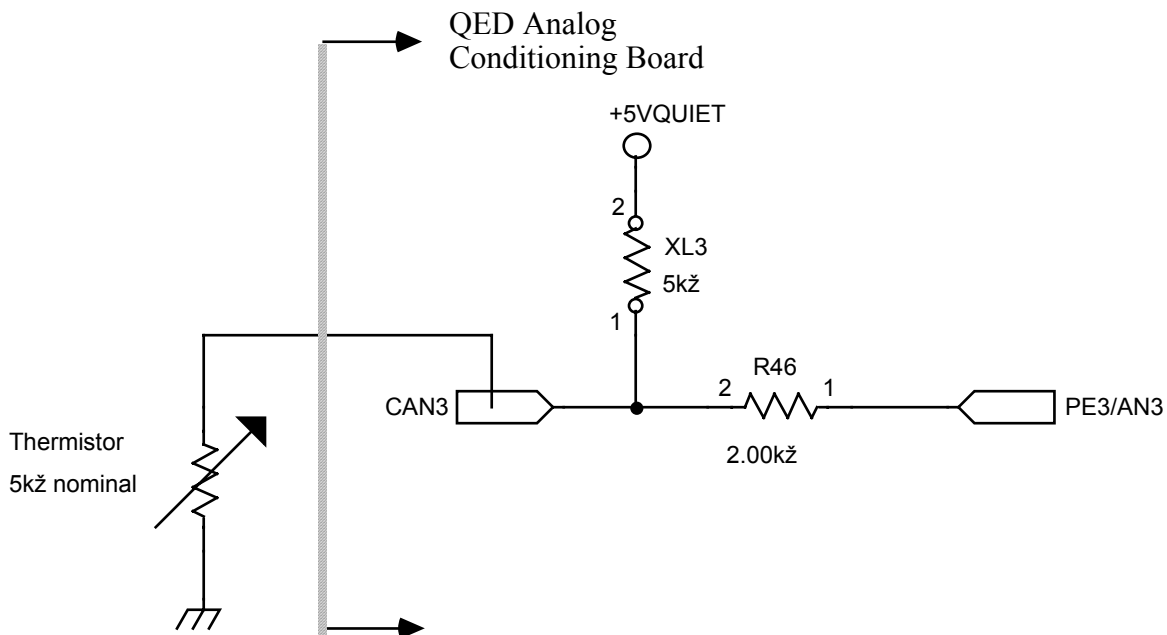 QED Analog
Conditioning Board
+5VQUIET
2
XL3
5kž
1
R46
2
1
CAN3
PE3/AN3
2.00kž
Thermistor
5kž nominal